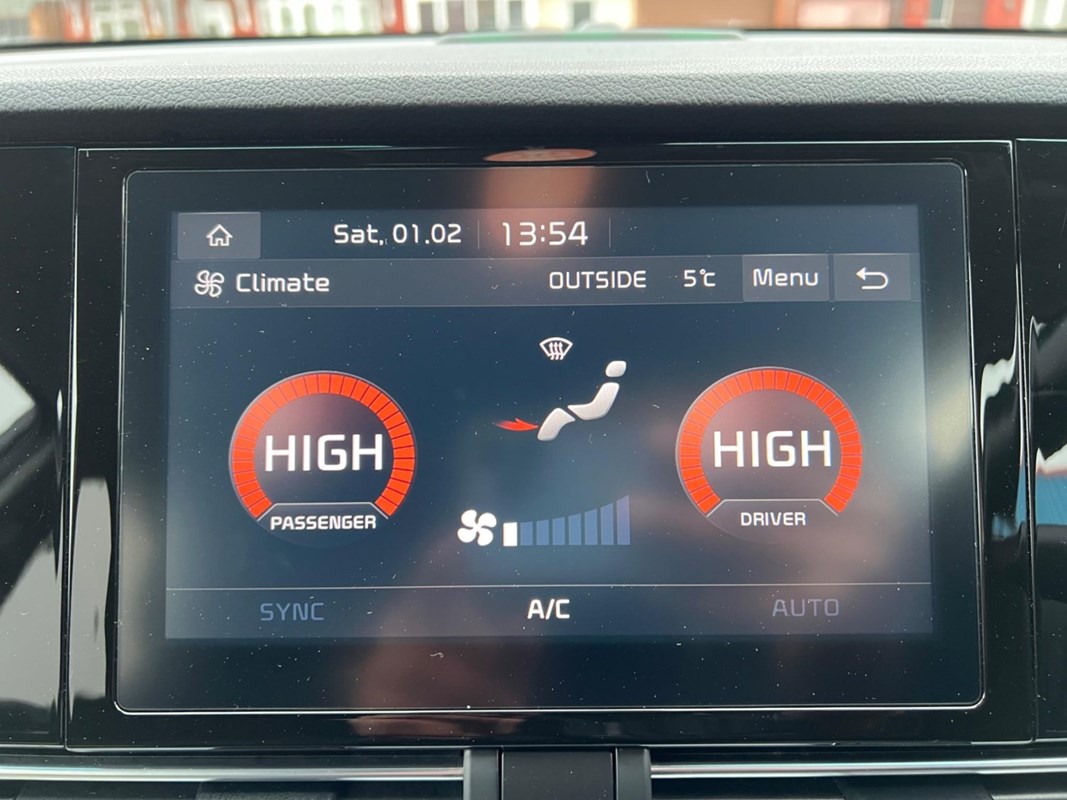 Sat, 01.02 13:54
Climate OUTSIDE 5℃ Menu
HIGH HIGH
PASSENGER DRIVER
SYNC A/C AUTO